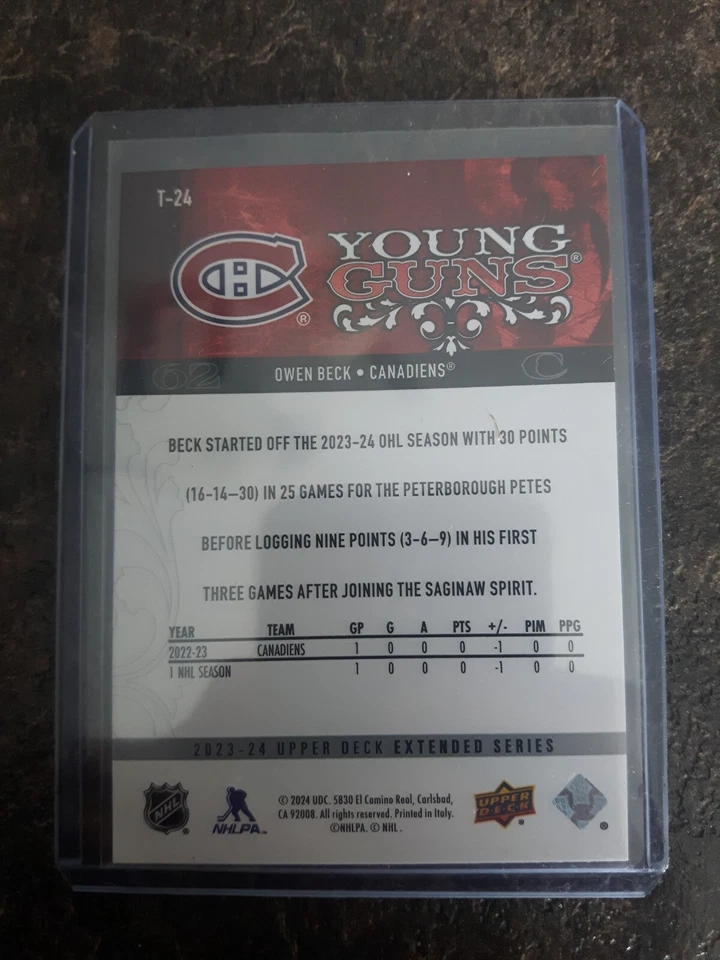 T-24
YOUNG
GUNS®
®
62 OWEN BECK • CANADIENS® C
BECK STARTED OFF THE 2023-24 OHL SEASON WITH 30 POINTS
(16-14—30) IN 25 GAMES FOR THE PETERBOROUGH PETES
BEFORE LOGGING NINE POINTS (3-6—9) IN HIS FIRST
THREE GAMES AFTER JOINING THE SAGINAW SPIRIT.
YEAR TEAM GP G A PTS +/- PIM PPG
2022-23 CANADIENS 1 0 0 0 -1 0 0
1 NHL SEASON 1 0 0 0 -1 0 0
2023-24 UPPER DECK EXTENDED SERIES
NHL ®
NHLPA™
© 2024 UDC. 5830 El Camino Real, Carlsbad,
CA 92008. All rights reserved. Printed in Italy.
©NHLPA. © NHL.
UPPER
D·E·C·K ®